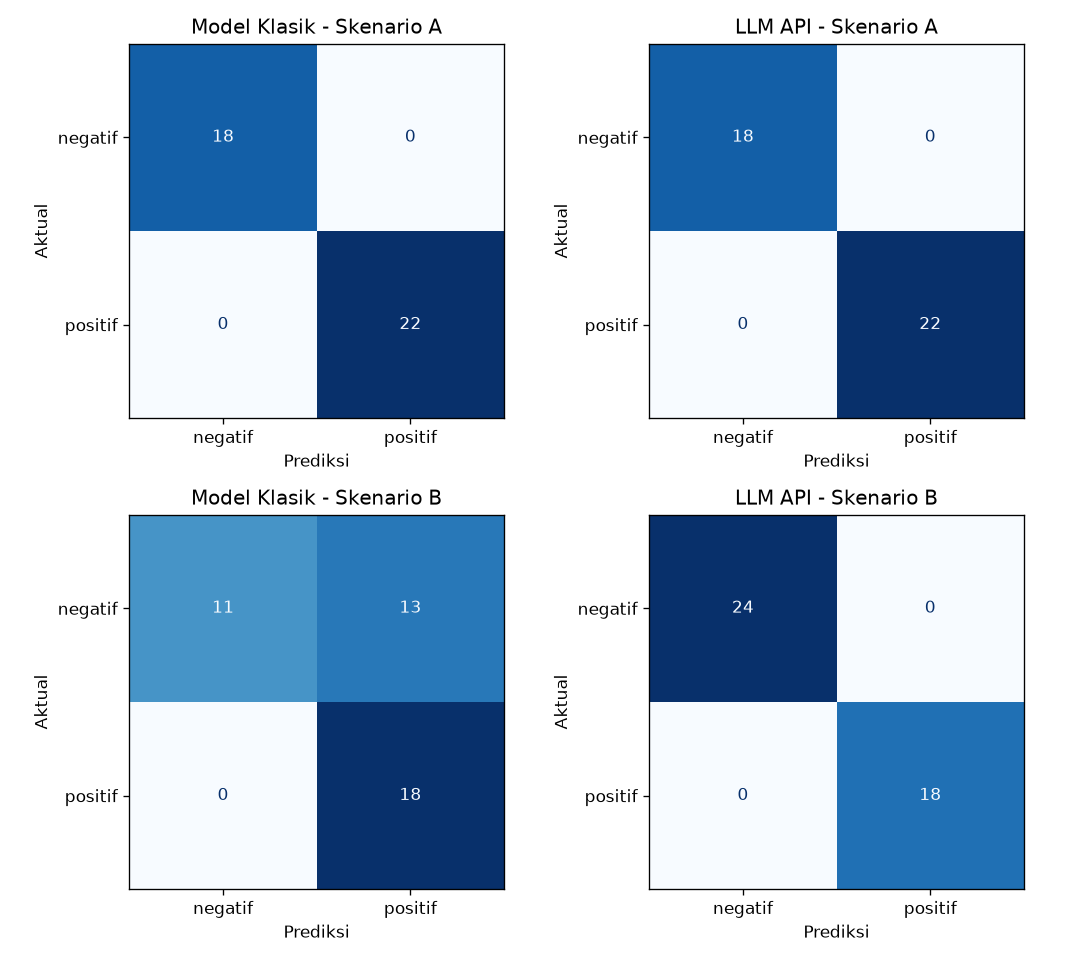 Model Klasik - Skenario A
negatif
18
0
positif
0
22
Aktual
negatif positif
Prediksi
LLM API - Skenario A
negatif
18
0
positif
0
22
Aktual
negatif positif
Prediksi
Model Klasik - Skenario B
negatif
11
13
positif
0
18
Aktual
negatif positif
Prediksi
LLM API - Skenario B
negatif
24
0
positif
0
18
Aktual
negatif positif
Prediksi